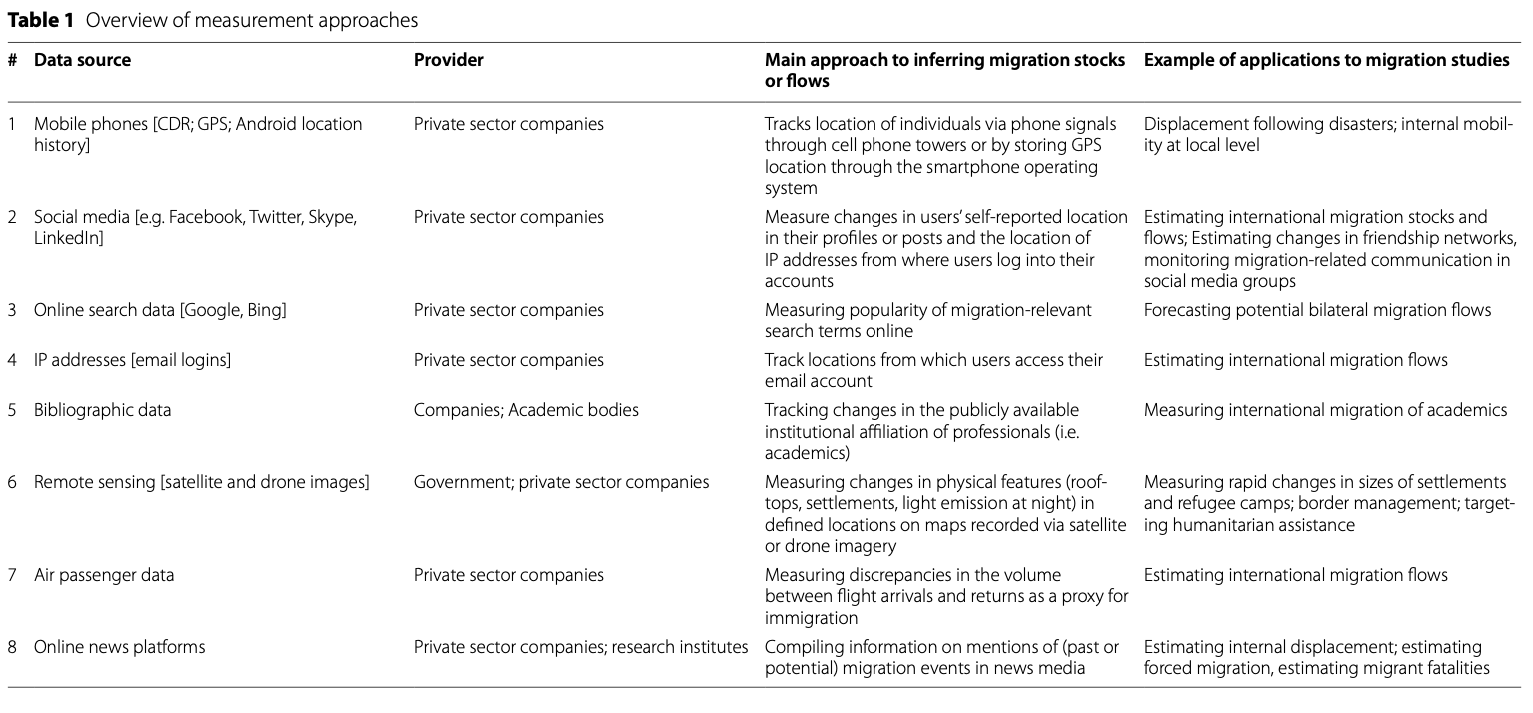 Table 1 Overview of measurement approaches
# Data source Provider Main approach to inferring migration stocks or flows Example of applications to migration studies
1 Mobile phones [CDR; GPS; Android location history] Private sector companies Tracks location of individuals via phone signals through cell phone towers or by storing GPS location through the smartphone operating system Displacement following disasters; internal mobil-ity at local level
2 Social media [e.g. Facebook, Twitter, Skype, LinkedIn] Private sector companies Measure changes in users' self-reported location in their profiles or posts and the location of IP addresses from where users log into their accounts Estimating international migration stocks and flows; Estimating changes in friendship networks, monitoring migration-related communication in social media groups
3 Online search data [Google, Bing] Private sector companies Measuring popularity of migration-relevant search terms online Forecasting potential bilateral migration flows
4 IP addresses [email logins] Private sector companies Track locations from which users access their email account Estimating international migration flows
5 Bibliographic data Companies; Academic bodies Tracking changes in the publicly available institutional affiliation of professionals (i.e. academics) Measuring international migration of academics
6 Remote sensing [satellite and drone images] Government; private sector companies Measuring changes in physical features (roof-tops, settlements, light emission at night) in defined locations on maps recorded via satellite or drone imagery Measuring rapid changes in sizes of settlements and refugee camps; border management; target-ing humanitarian assistance
7 Air passenger data Private sector companies Measuring discrepancies in the volume between flight arrivals and returns as a proxy for immigration Estimating international migration flows
8 Online news platforms Private sector companies; research institutes Compiling information on mentions of (past or potential) migration events in news media Estimating internal displacement; estimating forced migration, estimating migrant fatalities